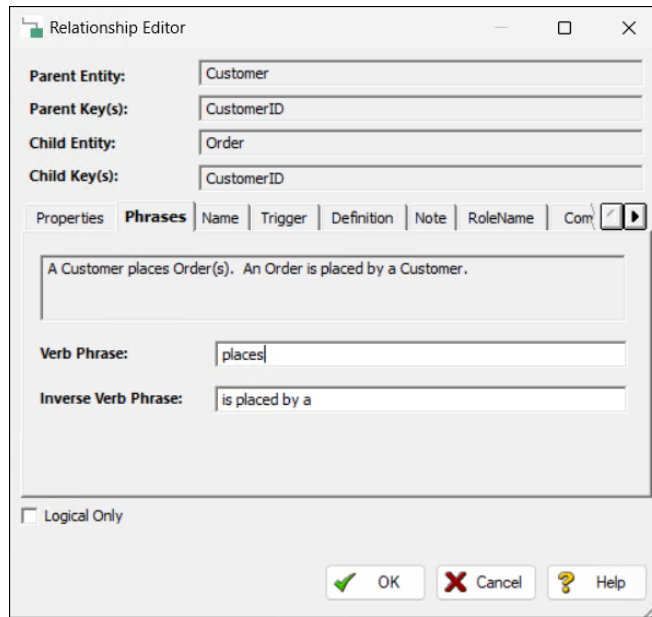 Relationship Editor
Parent Entity: Customer
Parent Key(s): CustomerID
Child Entity: Order
Child Key(s): CustomerID
Properties Phrases Name Trigger Definition Note RoleName Com
A Customer places Order(s). An Order is placed by a Customer.
Verb Phrase: places
Inverse Verb Phrase: is placed by a
Logical Only
OK Cancel Help